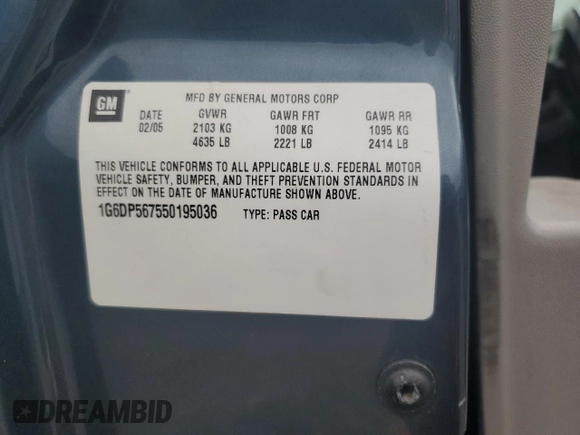 GM
MFD BY GENERAL MOTORS CORP
DATE GVWR GAWR FRT GAWR RR
02/05 2103 KG 1008 KG 1095 KG
4635 LB 2221 LB 2414 LB
THIS VEHICLE CONFORMS TO ALL APPLICABLE U.S. FEDERAL MOTOR
VEHICLE SAFETY, BUMPER, AND THEFT PREVENTION STANDARDS IN
EFFECT ON THE DATE OF MANUFACTURE SHOWN ABOVE.
1G6DP567550195036 TYPE: PASS CAR
DREAMBID